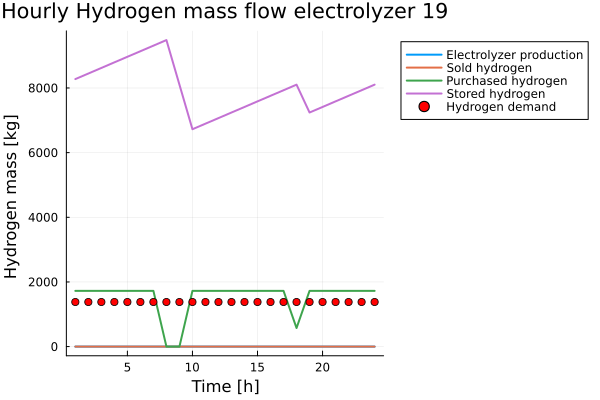 Hourly Hydrogen mass flow electrolyzer 19
Electrolyzer production
Sold hydrogen
Purchased hydrogen
Stored hydrogen
Hydrogen demand
Hydrogen mass [kg]
8000
6000
4000
2000
0
5
10
15
20
Time [h]